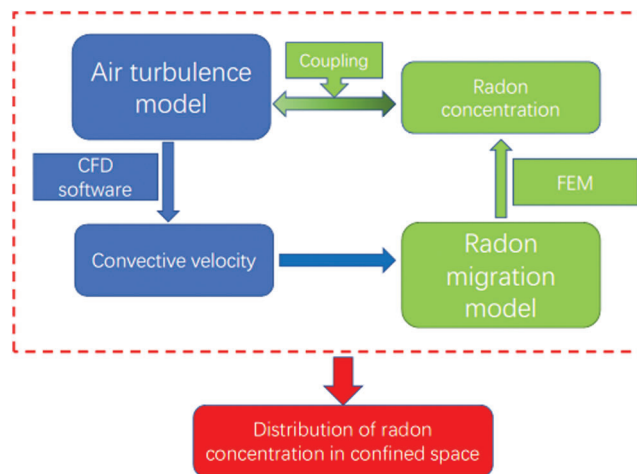 Air turbulence
model
Coupling
Radon
concentration
CFD
software
FEM
Convective velocity
Radon
migration
model
Distribution of radon
concentration in confined space